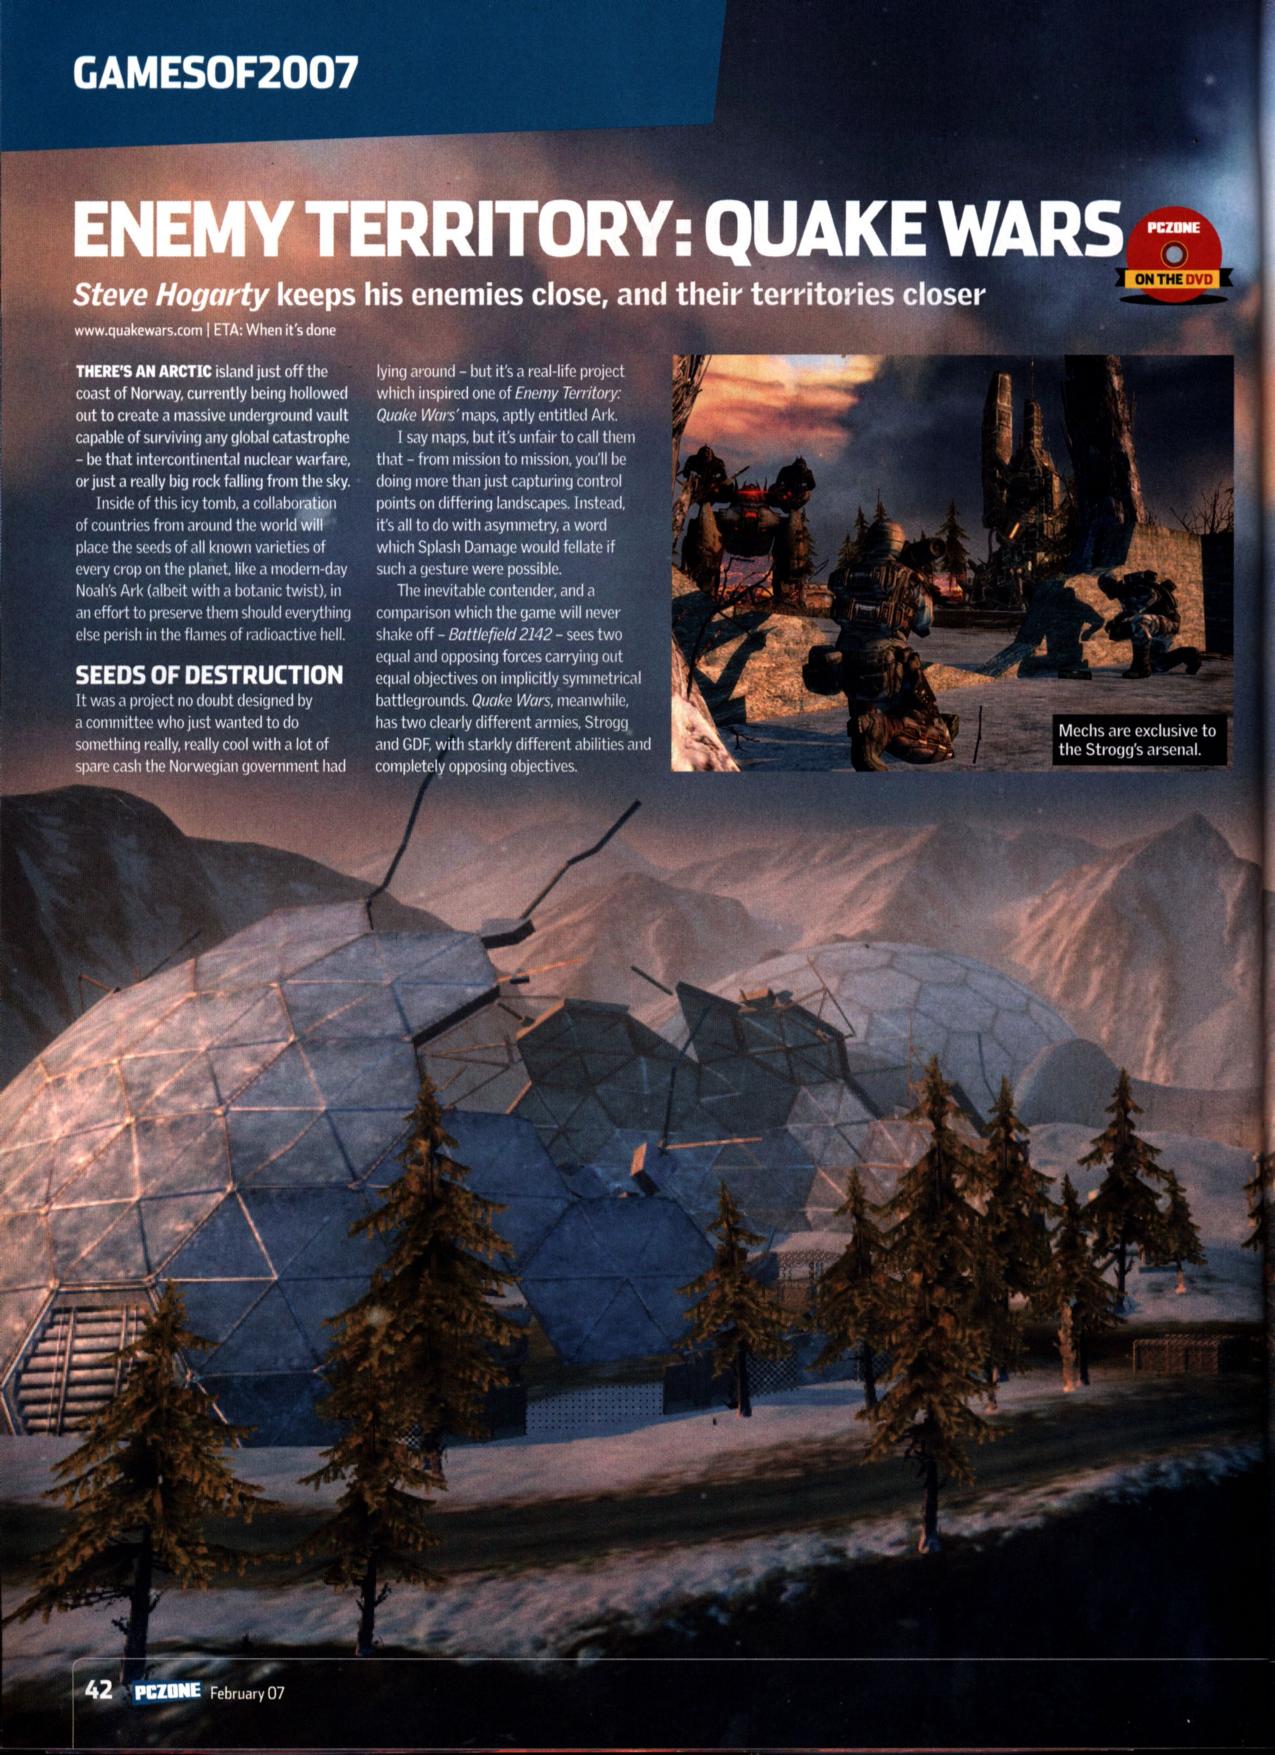 GAMESOF2007
ENEMY TERRITORY: QUAKE WARS
PCZONE
ON THE DVD
Steve Hogarty keeps his enemies close, and their territories closer
www.quakewars.com | ETA: When it's done
THERE'S AN ARCTIC island just off the
coast of Norway, currently being hollowed
out to create a massive underground vault
capable of surviving any global catastrophe
– be that intercontinental nuclear warfare,
or just a really big rock falling from the sky.
Inside of this icy tomb, a collaboration
of countries from around the world will
place the seeds of all known varieties of
every crop on the planet, like a modern-day
Noah's Ark (albeit with a botanic twist), in
an effort to preserve them should everything
else perish in the flames of radioactive hell.
SEEDS OF DESTRUCTION
It was a project no doubt designed by
a committee who just wanted to do
something really, really cool with a lot of
spare cash the Norwegian government had
lying around – but it's a real-life project
which inspired one of Enemy Territory:
Quake Wars' maps, aptly entitled Ark.
I say maps, but it's unfair to call them
that – from mission to mission, you'll be
doing more than just capturing control
points on differing landscapes. Instead,
it's all to do with asymmetry, a word
which Splash Damage would fellate if
such a gesture were possible.
The inevitable contender, and a
comparison which the game will never
shake off – Battlefield 2142 – sees two
equal and opposing forces carrying out
equal objectives on implicitly symmetrical
battlegrounds. Quake Wars, meanwhile,
has two clearly different armies, Strogg
and GDF, with starkly different abilities and
completely opposing objectives.
Mechs are exclusive to
the Strogg's arsenal.
42 PCZONE February 07